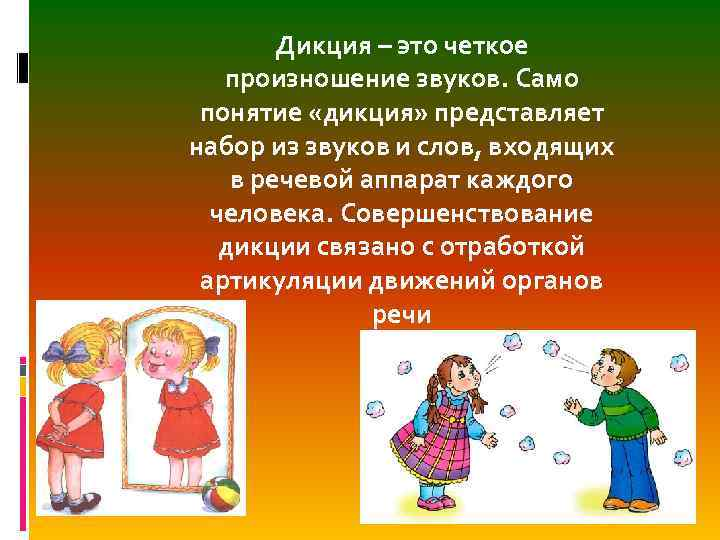 Дикция – это четкое
произношение звуков. Само
понятие «дикция» представляет
набор из звуков и слов, входящих
в речевой аппарат каждого
человека. Совершенствование
дикции связано с отработкой
артикуляции движений органов
речи